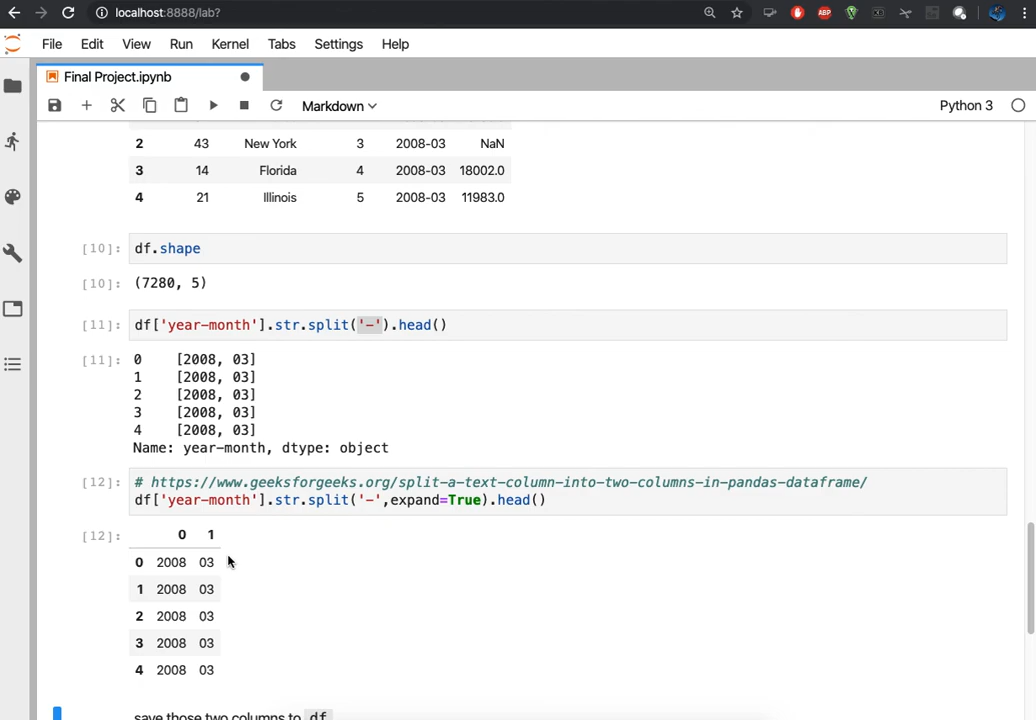 localhost:8888/lab?
ABP
File Edit View Run Kernel Tabs Settings Help
Final Project.ipynb
Markdown
Python 3
2 43 New York 3 2008-03 NaN
3 14 Florida 4 2008-03 18002.0
4 21 Illinois 5 2008-03 11983.0
[10]: df.shape
[10]: (7280, 5)
[11]: df['year-month'].str.split('-').head()
[11]: 0 [2008, 03]
1 [2008, 03]
2 [2008, 03]
3 [2008, 03]
4 [2008, 03]
Name: year-month, dtype: object
[12]: # https://www.geeksforgeeks.org/split-a-text-column-into-two-columns-in-pandas-dataframe/
df['year-month'].str.split('-',expand=True).head()
[12]: 0 1
0 2008 03
1 2008 03
2 2008 03
3 2008 03
4 2008 03
save those two columns to df